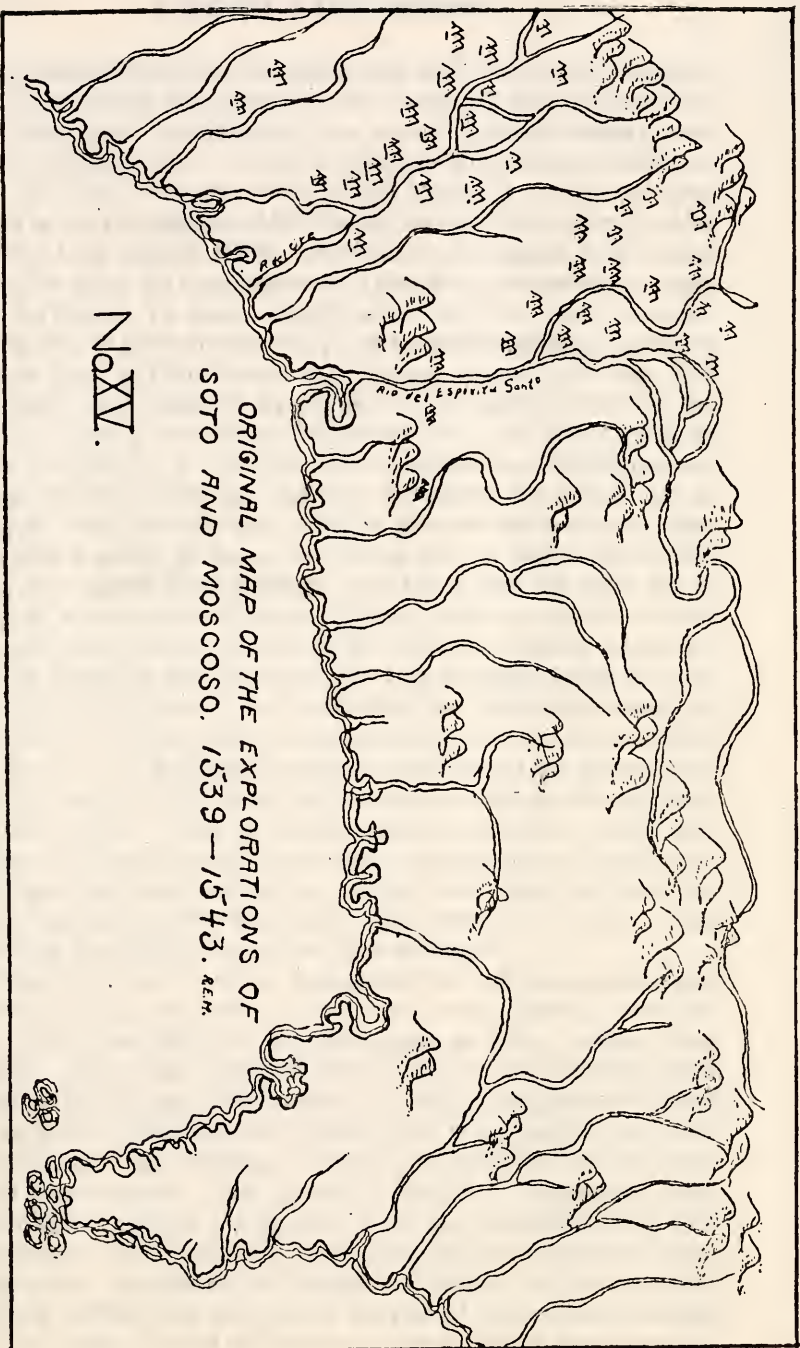 Rio del Espiritu Santo
No XV.
ORIGINAL MAP OF THE EXPLORATIONS OF
SOTO AND MOSCOSO. 1539—1543. R.E.M.